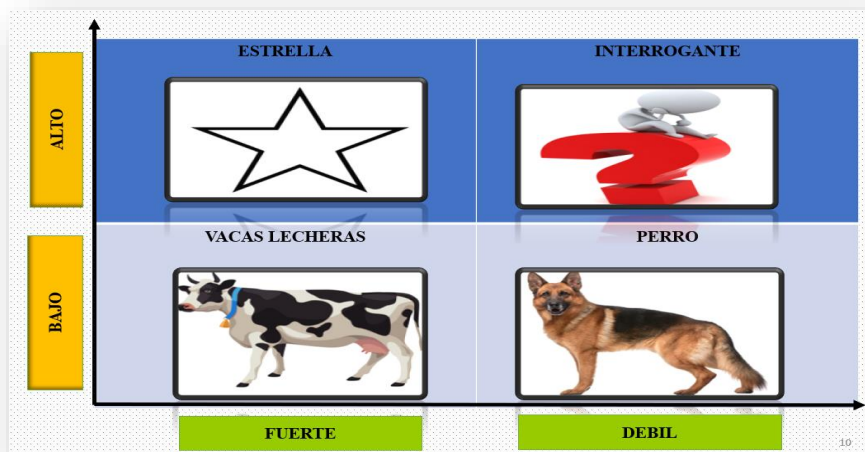 ESTRELLA
INTERROGANTE
ALTO
VACAS LECHERAS
PERRO
BAJO
FUERTE
DEBIL
10